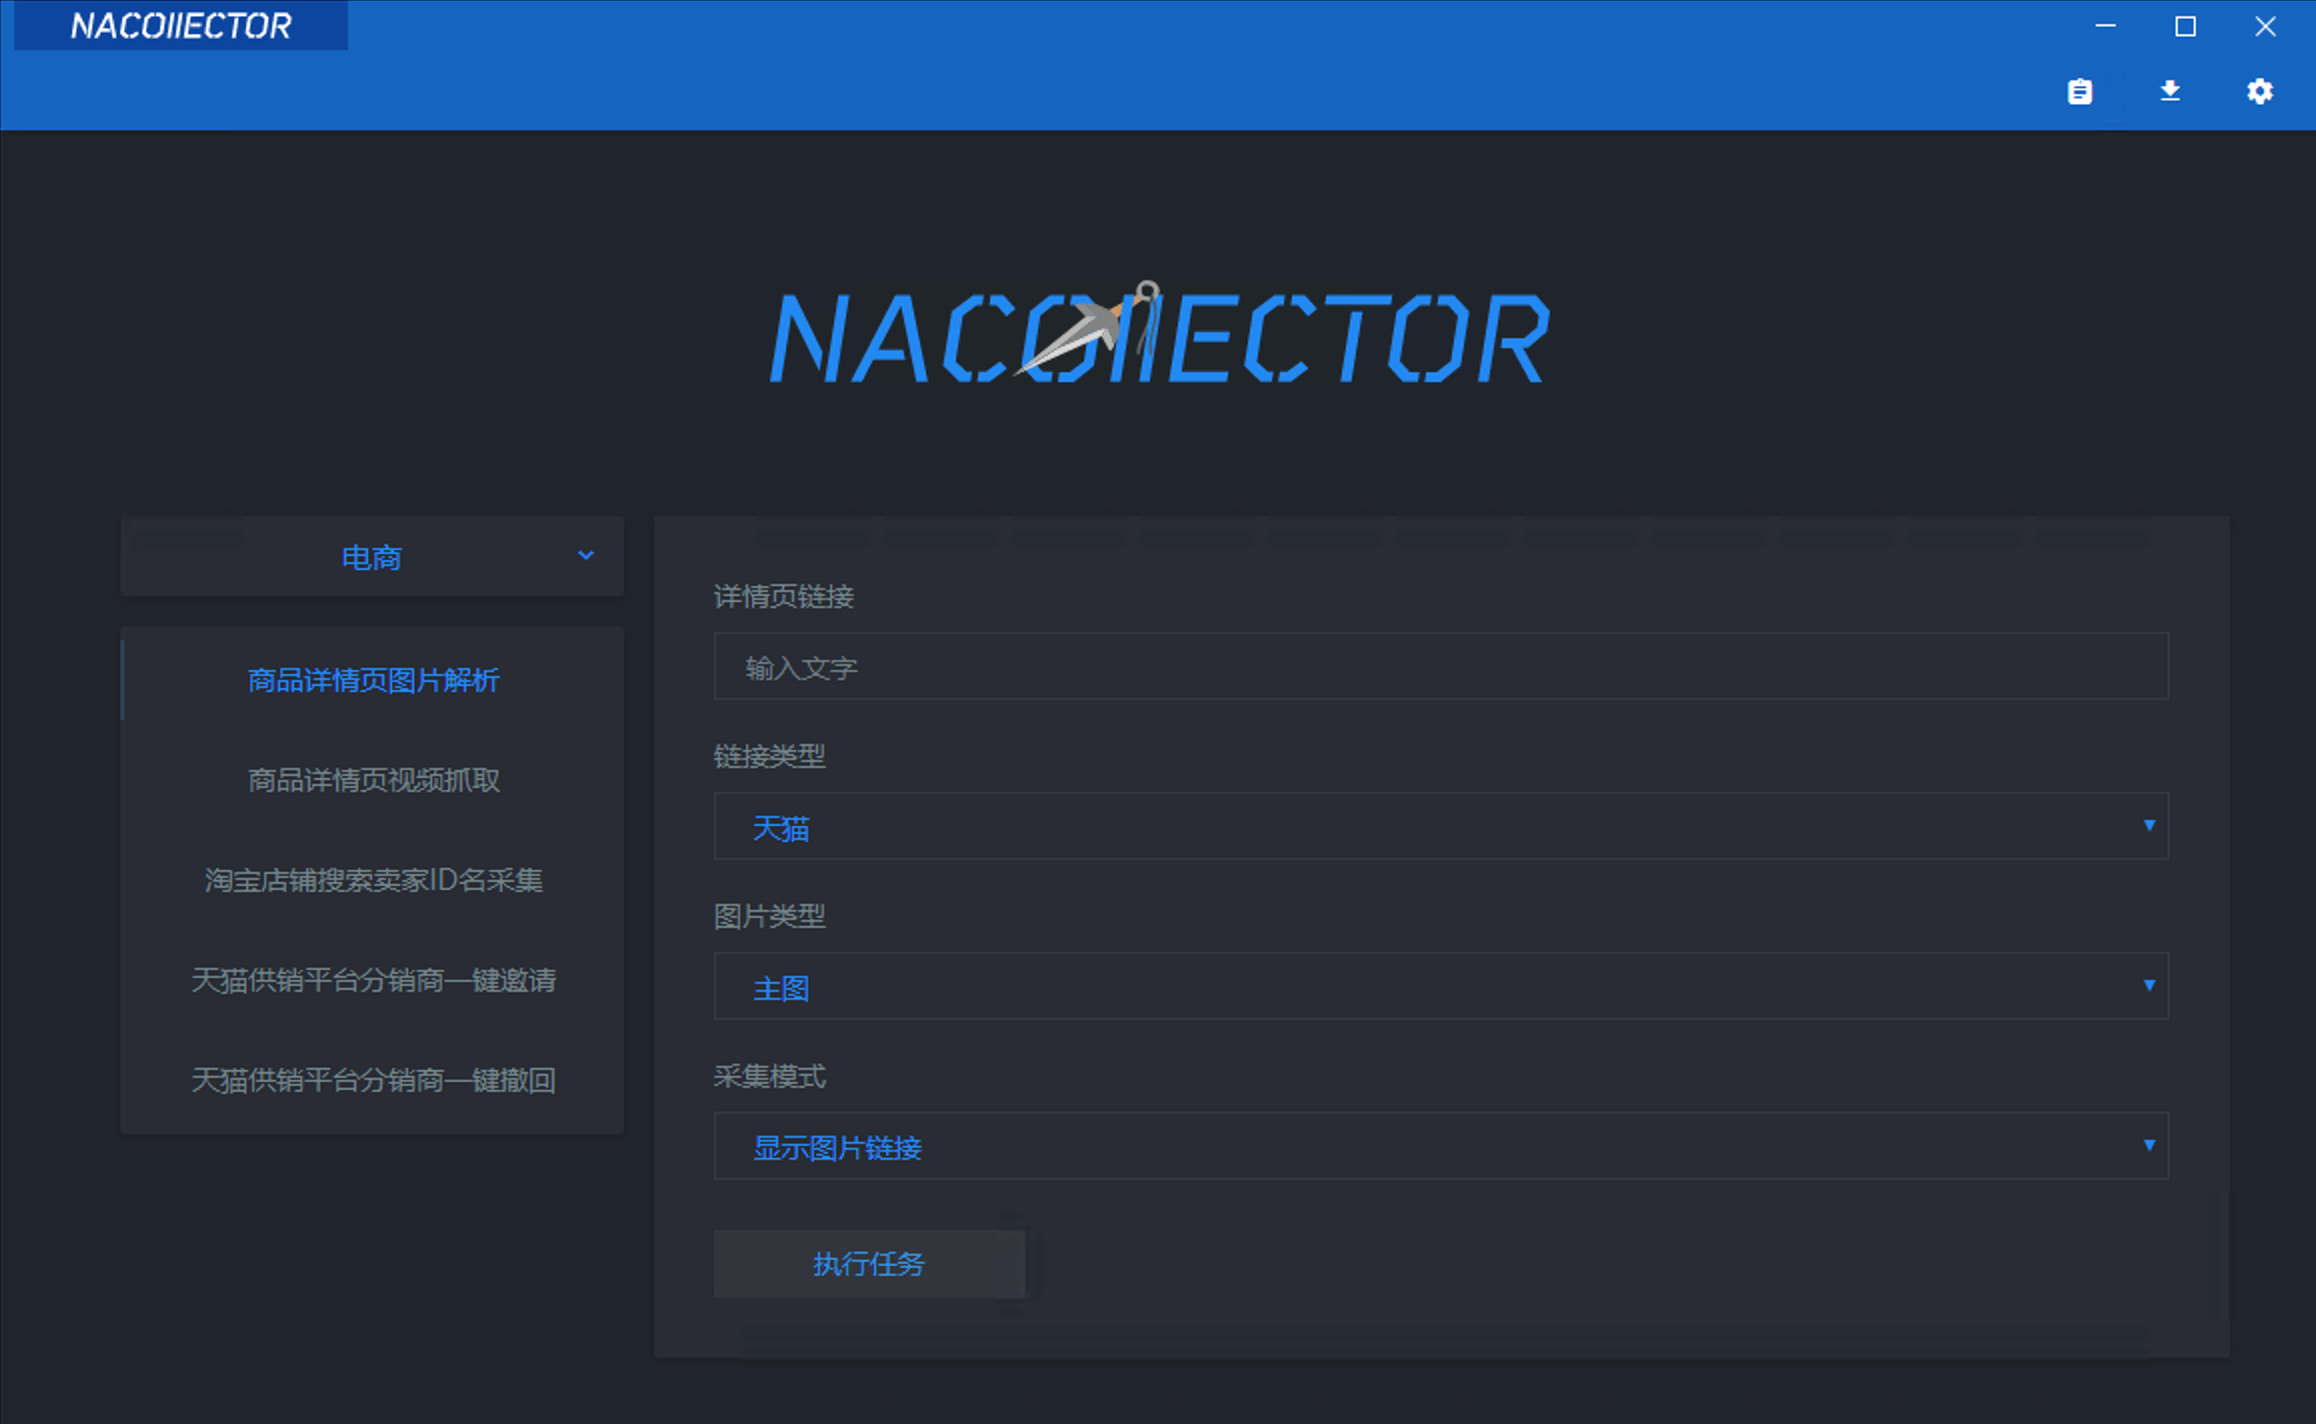 NACOllECTOR
NACOllECTOR
电商
商品详情页图片解析
商品详情页视频抓取
淘宝店铺搜索卖家ID名采集
天猫供销平台分销商一键邀请
天猫供销平台分销商一键撤回
详情页链接
输入文字
链接类型
天猫
图片类型
主图
采集模式
显示图片链接
执行任务